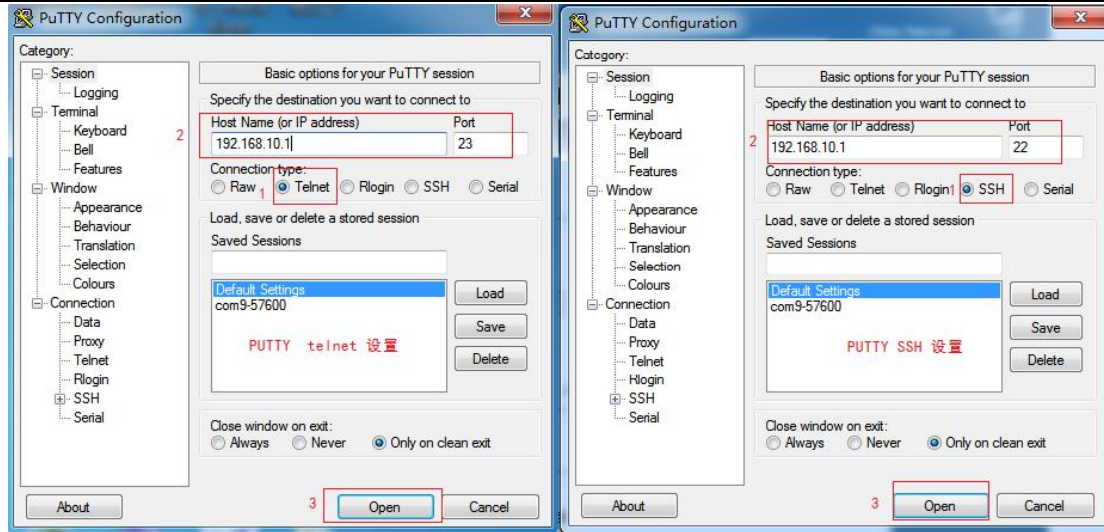 PuTTY Configuration
Category:
Session
Logging
Terminal
Keyboard
Bell
Features
Window
Appearance
Behaviour
Translation
Selection
Colours
Connection
Data
Proxy
Telnet
Rlogin
SSH
Serial
Basic options for your PuTTY session
Specify the destination you want to connect to
Host Name (or IP address) Port
2
192.168.10.1 23
Connection type:
Raw 1 Telnet Rlogin SSH Serial
Load, save or delete a stored session
Saved Sessions
Default Settings
com9-57600
Load
Save
Delete
PUTTY telnet 设置
Close window on exit:
Always Never Only on clean exit
About
3 Open Cancel
PuTTY Configuration
Category:
Session
Logging
Terminal
Keyboard
Bell
Features
Window
Appearance
Behaviour
Translation
Selection
Colours
Connection
Data
Proxy
Telnet
Rlogin
SSH
Serial
Basic options for your PuTTY session
Specify the destination you want to connect to
Host Name (or IP address) Port
2
192.168.10.1 22
Connection type:
Raw Telnet Rlogin 1 SSH Serial
Load, save or delete a stored session
Saved Sessions
Default Settings
com9-57600
Load
Save
Delete
PUTTY SSH 设置
Close window on exit:
Always Never Only on clean exit
About
3 Open Cancel